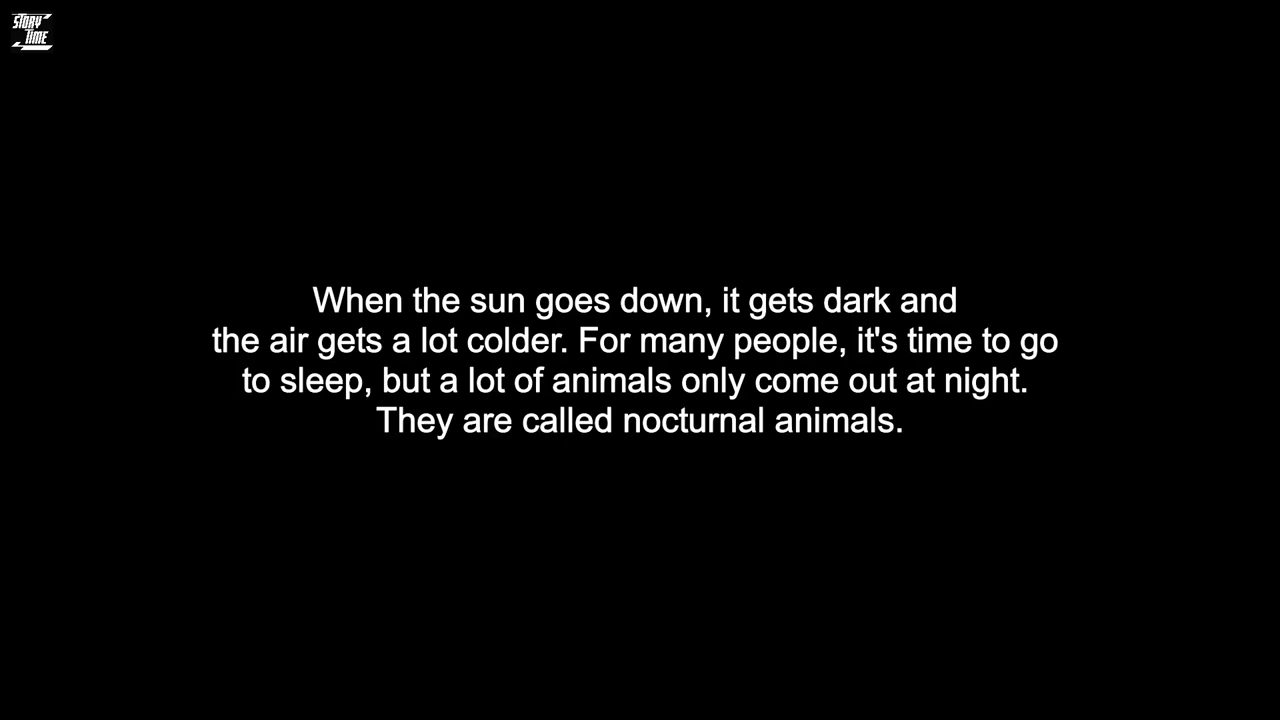 STORY
TIME
When the sun goes down, it gets dark and
the air gets a lot colder. For many people, it's time to go
to sleep, but a lot of animals only come out at night.
They are called nocturnal animals.